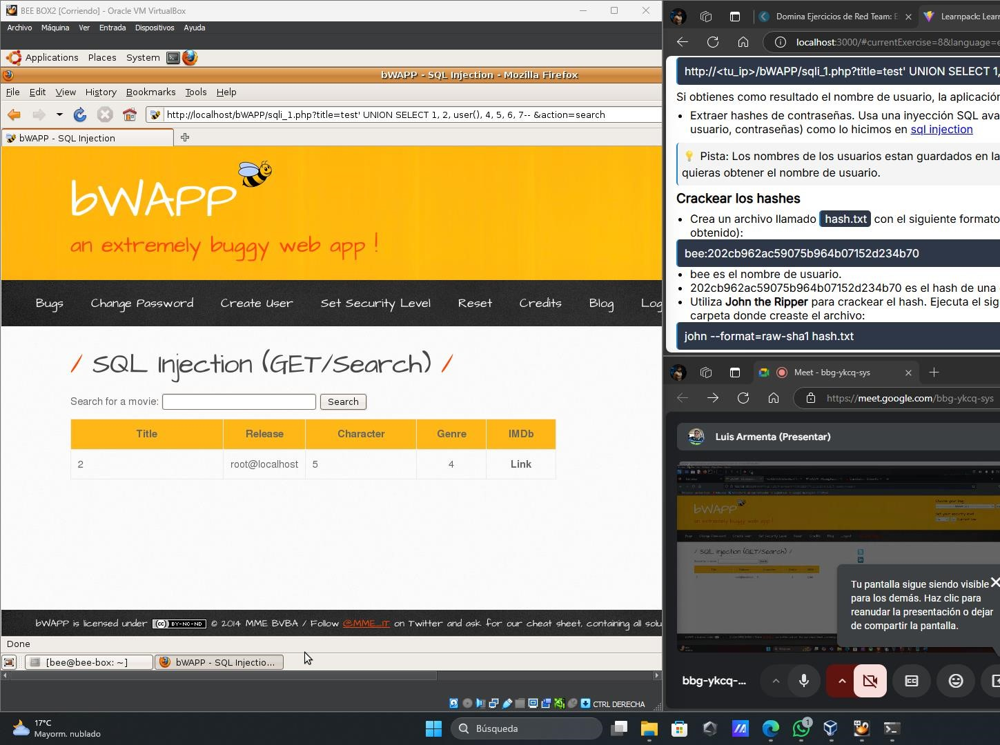 BEE BOX2 [Corriendo] - Oracle VM VirtualBox
Archivo Máquina Ver Entrada Dispositivos Ayuda
Applications Places System
bWAPP - SQL Injection - Mozilla Firefox
File Edit View History Bookmarks Tools Help
http://localhost/bWAPP/sqli_1.php?title=test' UNION SELECT 1, 2, user(), 4, 5, 6, 7-- &action=search
bWAPP - SQL Injection
bWAPP
an extremely buggy web app !
Bugs Change Password Create User Set Security Level Reset Credits Blog Log
/ SQL Injection (GET/Search) /
Search for a movie: Search
Title Release Character Genre IMDb
2 root@localhost 5 4 Link
bWAPP is licensed under (cc) BY-NC-ND © 2014 MME BVBA / Follow @MME_IT on Twitter and ask for our cheat sheet, containing all solu
Done
[bee@bee-box: ~] bWAPP - SQL Injectio...
CTRL DERECHA
Domina Ejercicios de Red Team: E Learnpack: Lear
localhost:3000/#currentExercise=8&language=e
http://<tu_ip>/bWAPP/sqli_1.php?title=test' UNION SELECT 1,
Si obtienes como resultado el nombre de usuario, la aplicació
• Extraer hashes de contraseñas. Usa una inyección SQL ava
usuario, contraseñas) como lo hicimos en sql injection
Pista: Los nombres de los usuarios estan guardados en la
quieras obtener el nombre de usuario.
Crackear los hashes
• Crea un archivo llamado hash.txt con el siguiente formato
obtenido):
bee:202cb962ac59075b964b07152d234b70
• bee es el nombre de usuario.
• 202cb962ac59075b964b07152d234b70 es el hash de una
• Utiliza John the Ripper para crackear el hash. Ejecuta el sig
carpeta donde creaste el archivo:
john --format=raw-sha1 hash.txt
Meet - bbg-ykcq-sys
https://meet.google.com/bbg-ykcq-sys
Luis Armenta (Presentar)
bWAPP
an extremely buggy web app !
/ SQL Injection (GET/Search) /
Tu pantalla sigue siendo visible
para los demás. Haz clic para
reanudar la presentación o dejar
de compartir la pantalla.
bbg-ykcq-...
CC
17°C
Mayorm. nublado
Búsqueda
1